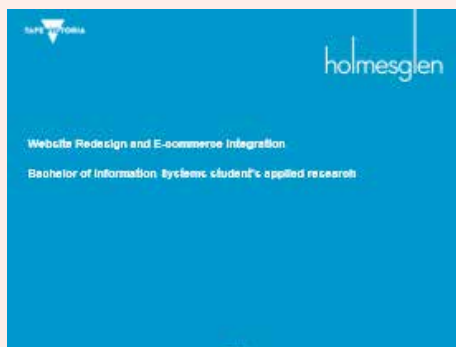 TAFE VICTORIA
holmesglen
Website Redesign and E-commerce Integration
Bachelor of Information Systems student's applied research